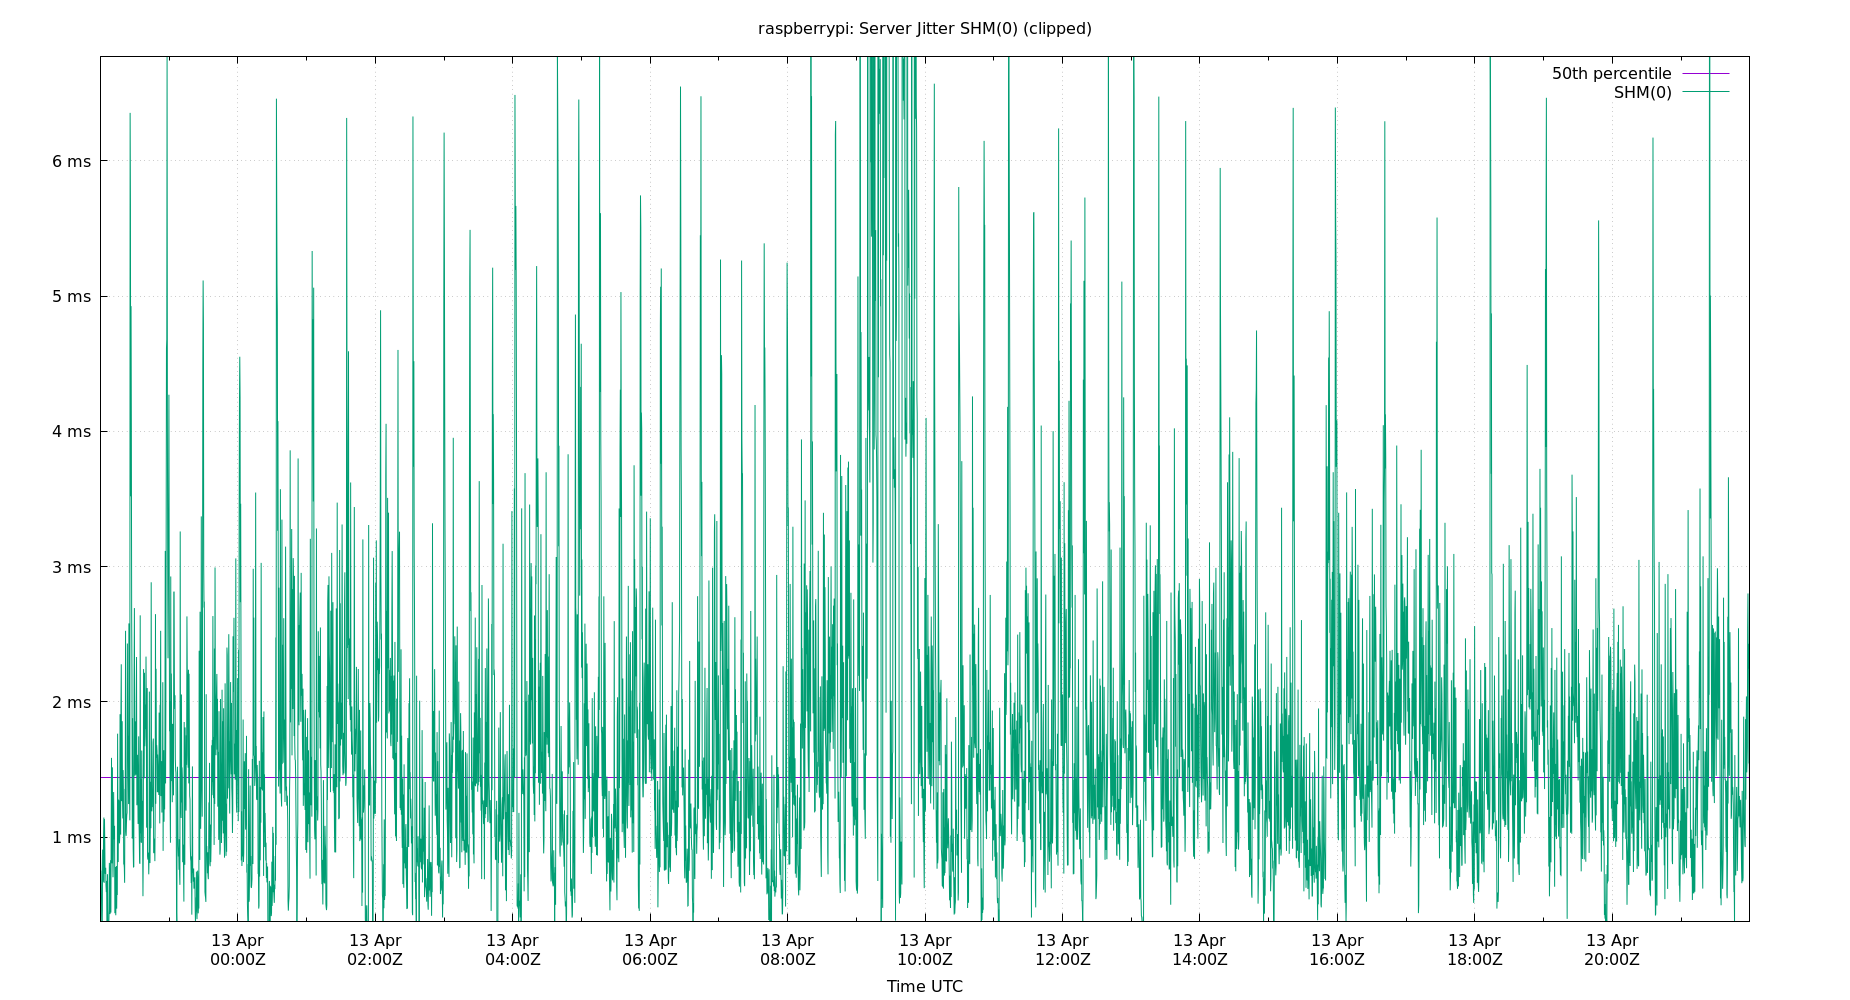 raspberrypi: Server Jitter SHM(0) (clipped)
50th percentile
SHM(0)
6 ms
5 ms
4 ms
3 ms
2 ms
1 ms
13 Apr 13 Apr 13 Apr 13 Apr 13 Apr 13 Apr 13 Apr 13 Apr 13 Apr 13 Apr 13 Apr
00:00Z 02:00Z 04:00Z 06:00Z 08:00Z 10:00Z 12:00Z 14:00Z 16:00Z 18:00Z 20:00Z
Time UTC